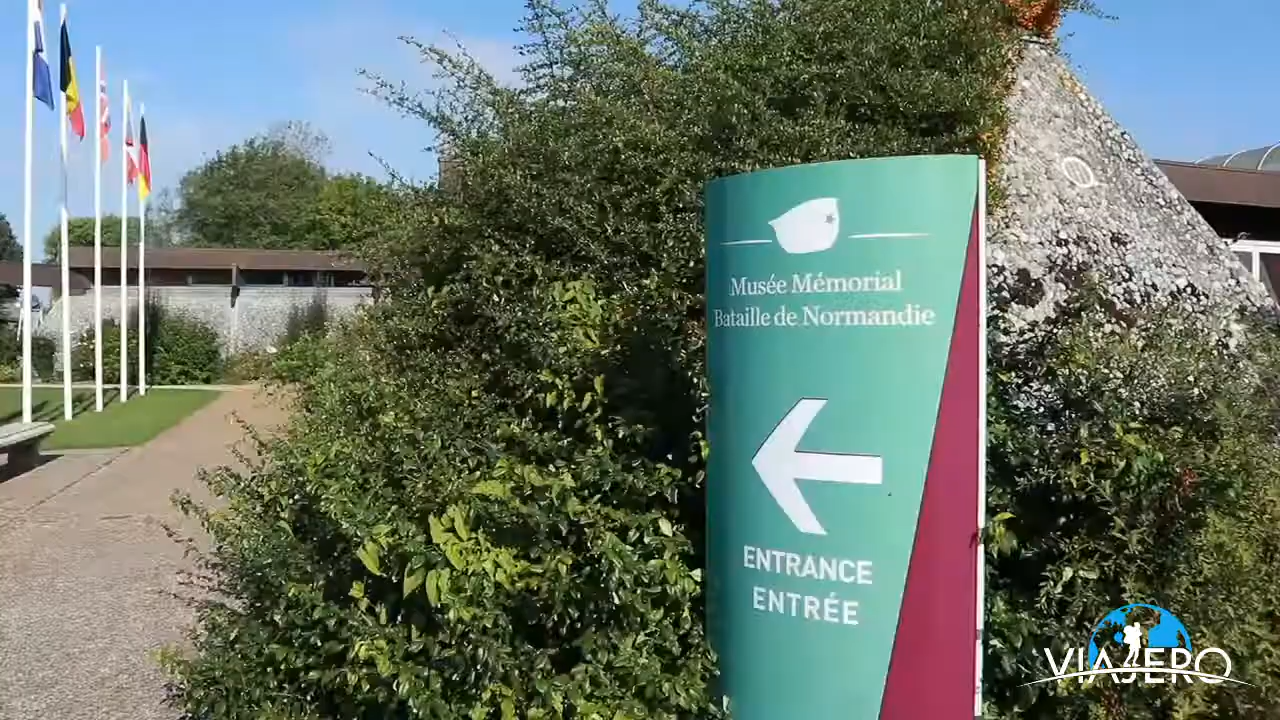 Musée Mémorial
Bataille de Normandie
ENTRANCE
ENTRÉE
VIAJERO